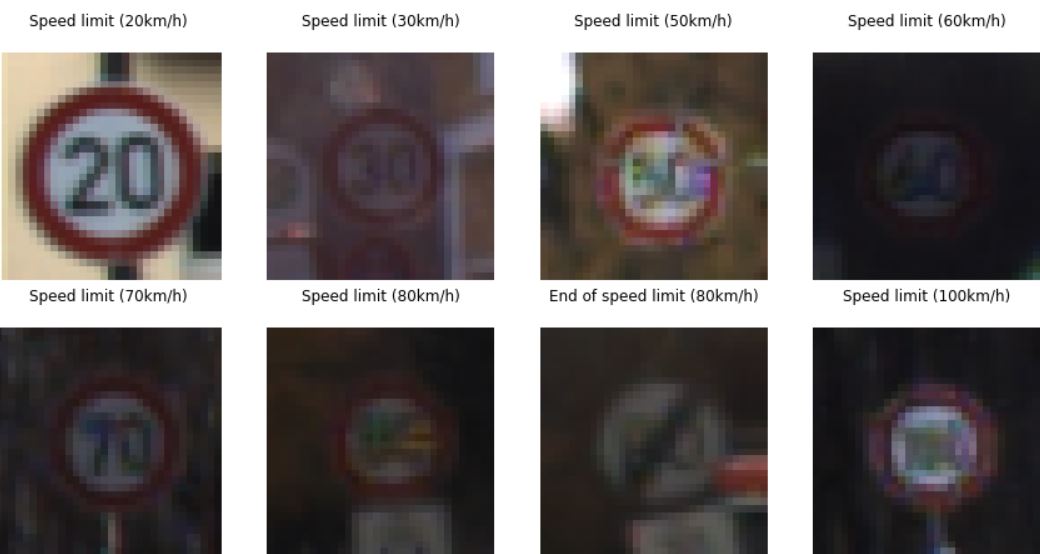 Speed limit (20km/h) Speed limit (30km/h) Speed limit (50km/h) Speed limit (60km/h)
20
30
Speed limit (70km/h) Speed limit (80km/h) End of speed limit (80km/h) Speed limit (100km/h)
70